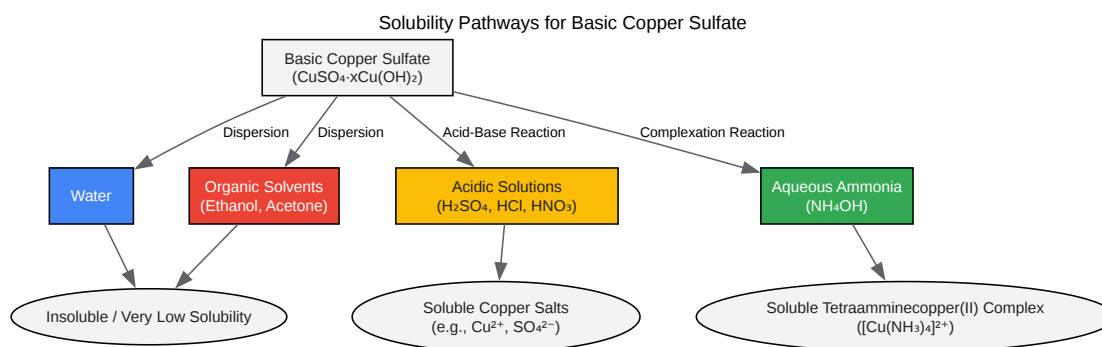 Solubility Pathways for Basic Copper Sulfate
Basic Copper Sulfate
(CuSO₄·xCu(OH)₂)
Dispersion
Dispersion
Acid-Base Reaction
Complexation Reaction
Water
Organic Solvents
(Ethanol, Acetone)
Acidic Solutions
(H₂SO₄, HCl, HNO₃)
Aqueous Ammonia
(NH₄OH)
Insoluble / Very Low Solubility
Soluble Copper Salts
(e.g., Cu²⁺, SO₄²⁻)
Soluble Tetraamminecopper(II) Complex
([Cu(NH₃)₄]²⁺)